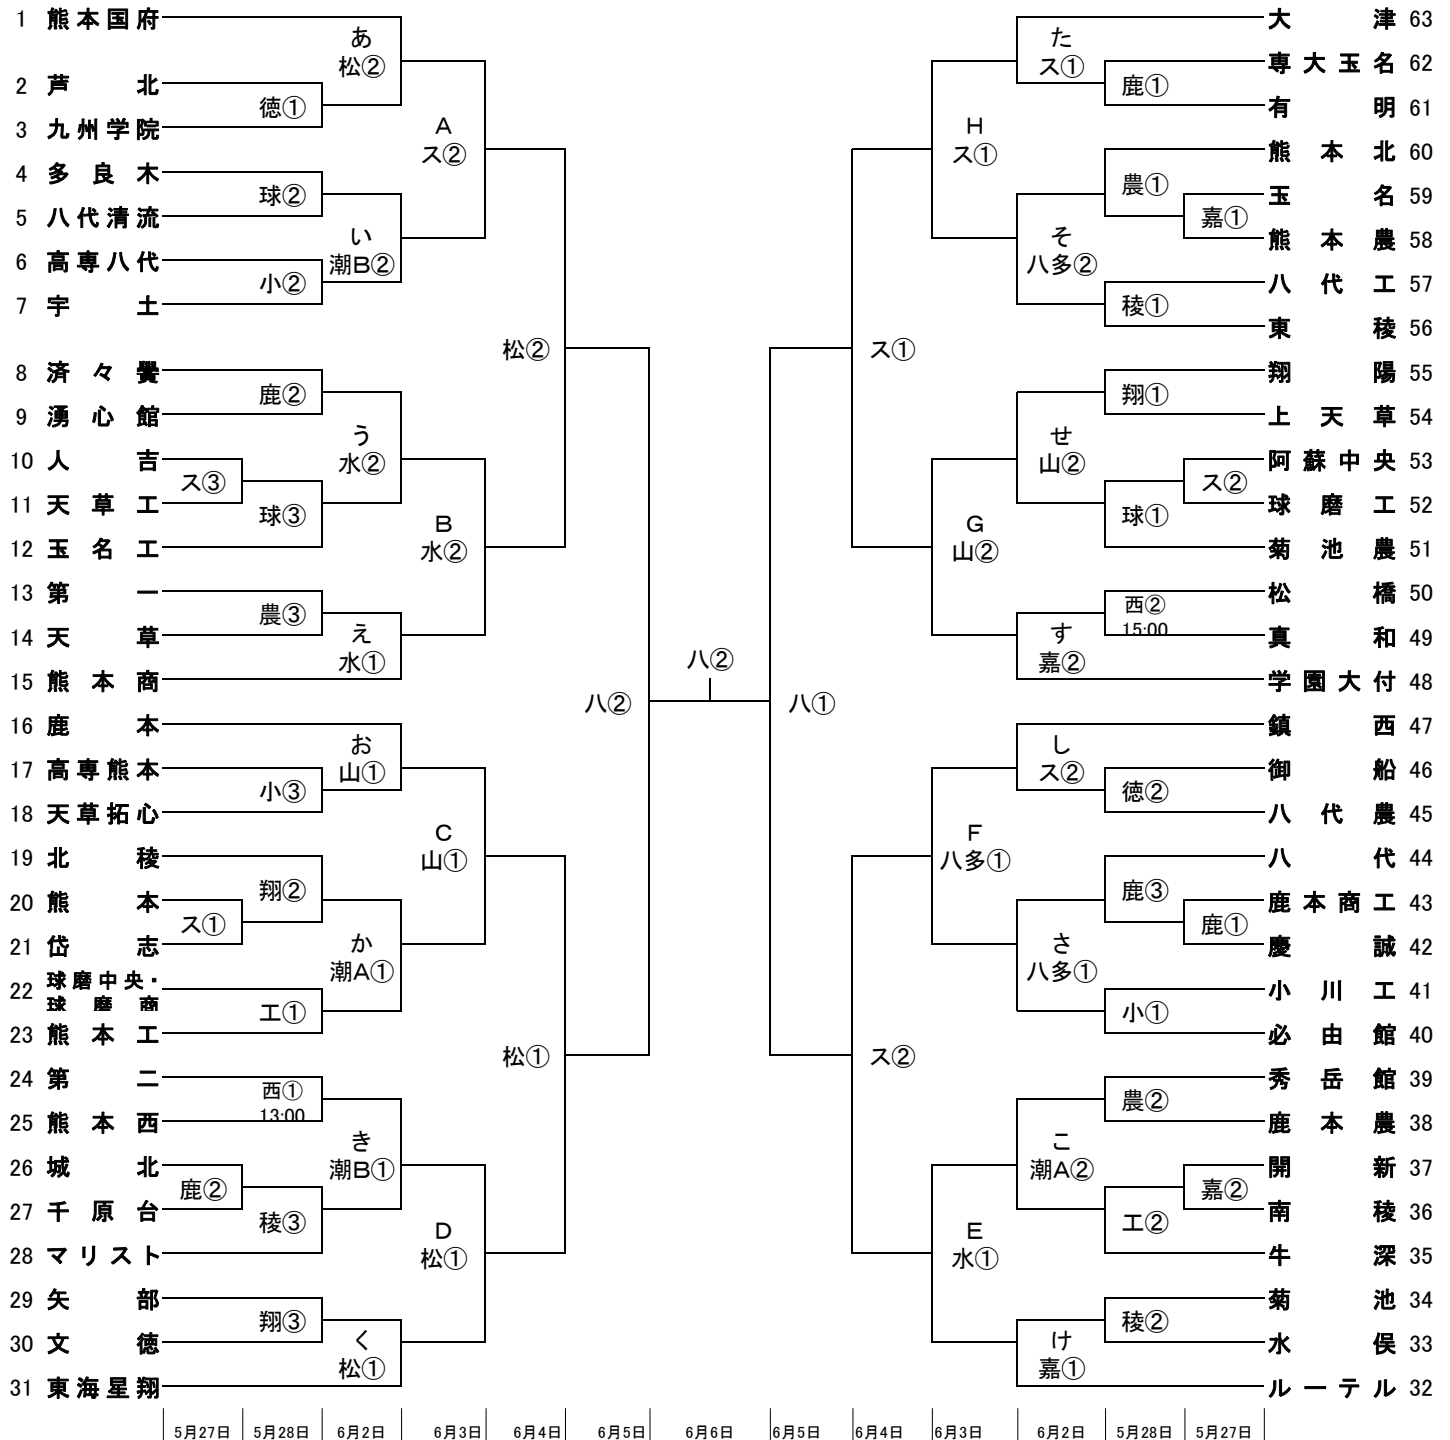 1 熊本国府
2 芦北
3 九州学院
4 多良木
5 八代清流
6 高専八代
7 宇土
8 済々黌
9 湧心館
10 人吉
11 天草工
12 玉名工
13 第一
14 天草
15 熊本商
16 鹿本
17 高専熊本
18 天草拓心
19 北稜
20 熊本
21 岱志
22 球磨中央・
球磨商
23 熊本工
24 第二
25 熊本西
26 城北
27 千原台
28 マリスト
29 矢部
30 文徳
31 東海星翔
ス③
ス①
鹿②
徳①
球②
小②
鹿②
球③
農③
小③
翔②
工①
西①
13:00
稜③
翔③
あ
松②
い
潮B②
う
水②
え
水①
お
山①
か
潮A①
き
潮B①
く
松①
A
ス②
B
水②
C
山①
D
松①
松②
松①
八②
八②
八①
ス①
ス②
H
ス①
G
山②
F
八多①
E
水①
た
ス①
そ
八多②
せ
山②
す
嘉②
し
ス②
さ
八多①
こ
潮A②
け
嘉①
鹿①
農①
稜①
翔①
球①
西②
15:00
徳②
鹿③
小①
農②
工②
稜②
嘉①
ス②
鹿①
嘉②
大津 63
専大玉名 62
有明 61
熊本北 60
玉名 59
熊本農 58
八代工 57
東稜 56
翔陽 55
上天草 54
阿蘇中央 53
球磨工 52
菊池農 51
松橋 50
真和 49
学園大付 48
鎮西 47
御船 46
八代農 45
八代 44
鹿本商工 43
慶誠 42
小川工 41
必由館 40
秀岳館 39
鹿本農 38
開新 37
南稜 36
牛深 35
菊池 34
水俣 33
ルーテル 32
5月27日 5月28日 6月2日 6月3日 6月4日 6月5日 6月6日 6月5日 6月4日 6月3日 6月2日 5月28日 5月27日